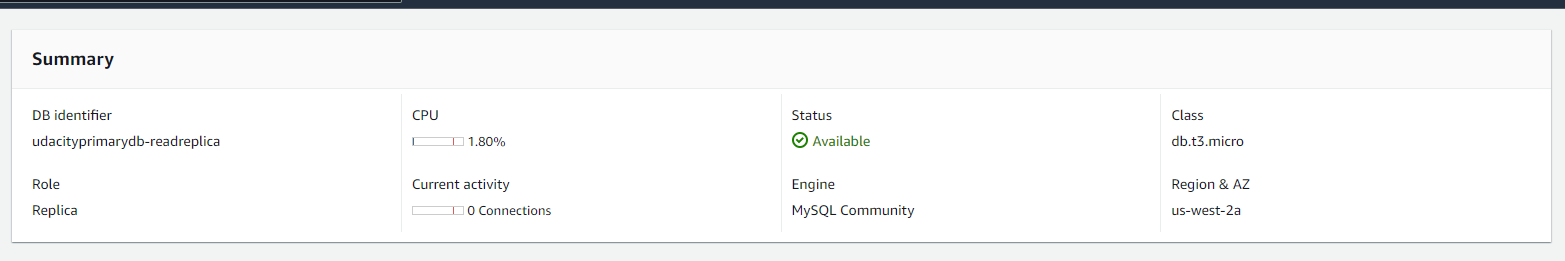 Summary
DB identifier
udacityprimarydb-readreplica
CPU
1.80%
Status
Available
Class
db.t3.micro
Role
Replica
Current activity
0 Connections
Engine
MySQL Community
Region & AZ
us-west-2a